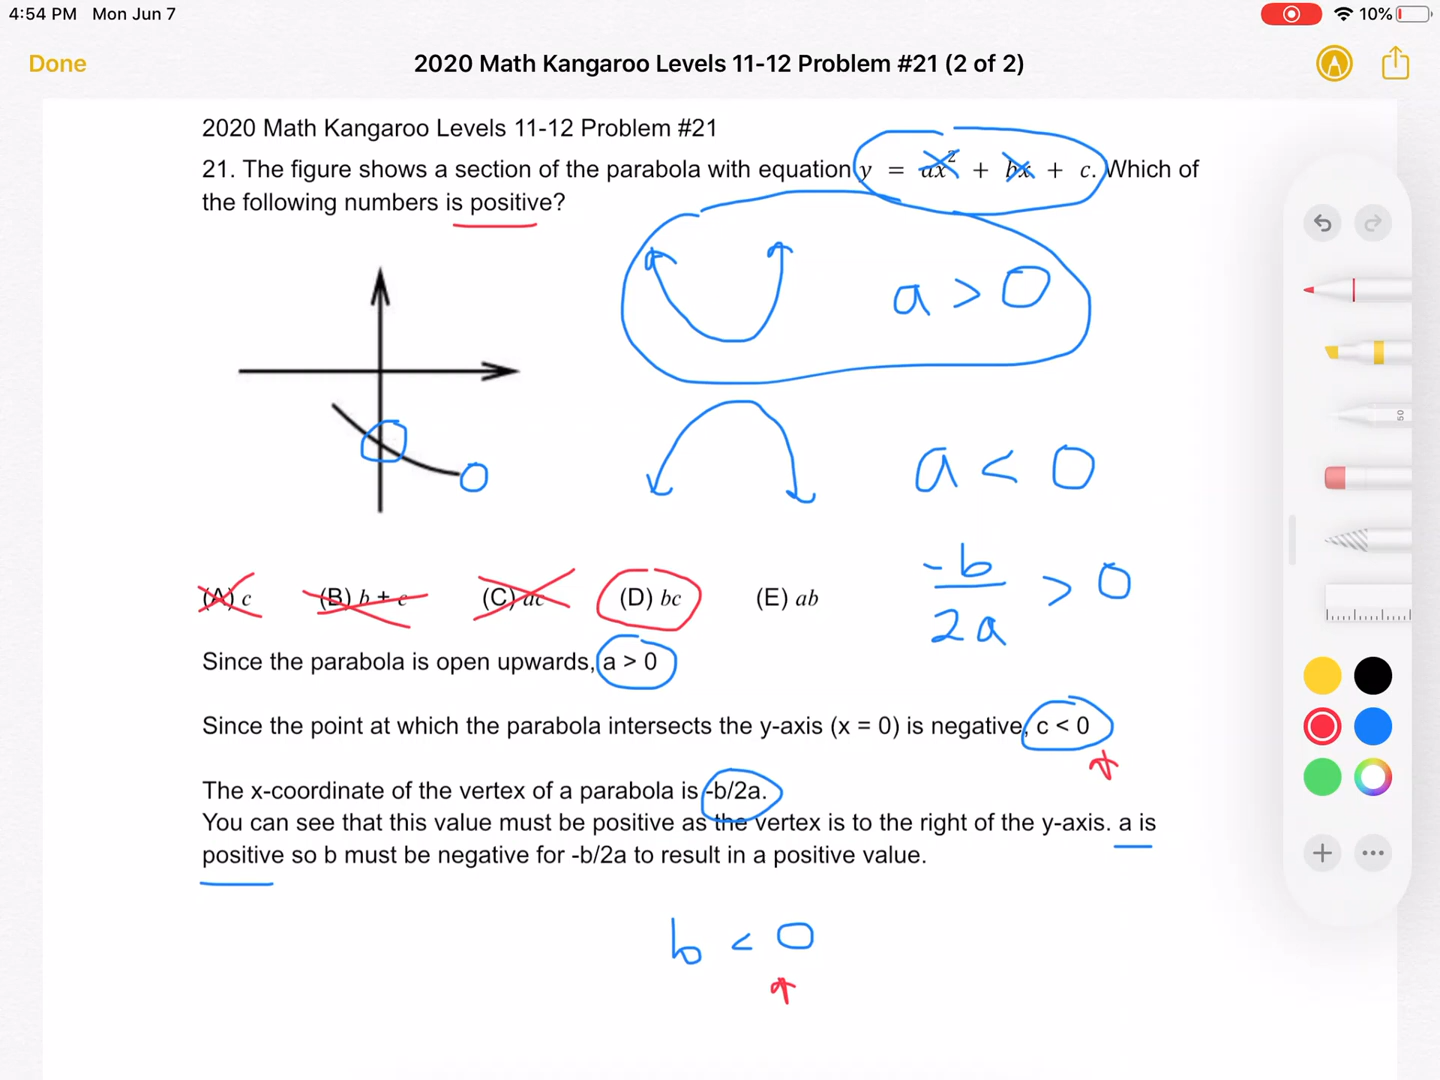 4:54 PM Mon Jun 7
10%
Done
2020 Math Kangaroo Levels 11-12 Problem #21 (2 of 2)
2020 Math Kangaroo Levels 11-12 Problem #21
21. The figure shows a section of the parabola with equation y = ax² + bx + c. Which of
the following numbers is positive?
a > 0
a < 0
-b/2a > 0
(A) c (B) b + c (C) ac (D) bc (E) ab
Since the parabola is open upwards, a > 0
Since the point at which the parabola intersects the y-axis (x = 0) is negative, c < 0
The x-coordinate of the vertex of a parabola is -b/2a.
You can see that this value must be positive as the vertex is to the right of the y-axis. a is
positive so b must be negative for -b/2a to result in a positive value.
b < 0
50